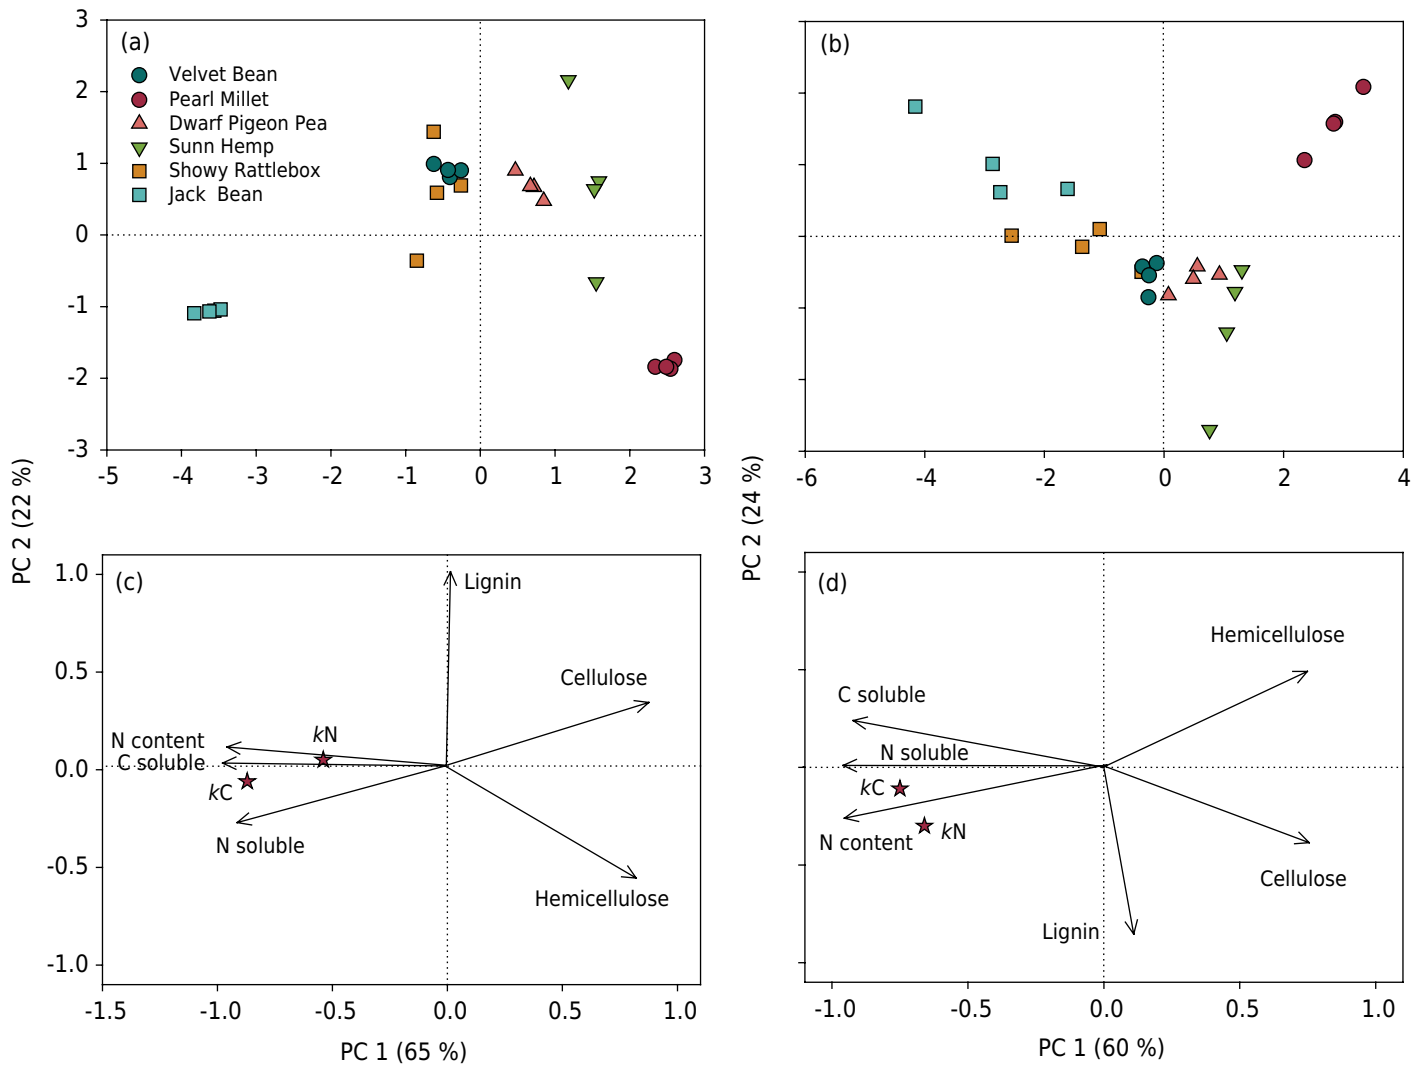 (a)
Velvet Bean
Pearl Millet
Dwarf Pigeon Pea
Sunn Hemp
Showy Rattlebox
Jack Bean
3
2
1
0
-1
-2
-3
-5 -4 -3 -2 -1 0 1 2 3
(b)
-6 -4 -2 0 2 4
PC 2 (22 %)
PC 2 (24 %)
(c)
Lignin
Cellulose
N content
kN
C soluble
kC
N soluble
Hemicellulose
1.0
0.5
0.0
-0.5
-1.0
-1.5 -1.0 -0.5 0.0 0.5 1.0
PC 1 (65 %)
(d)
Hemicellulose
C soluble
N soluble
kC
kN
N content
Cellulose
Lignin
-1.0 -0.5 0.0 0.5 1.0
PC 1 (60 %)